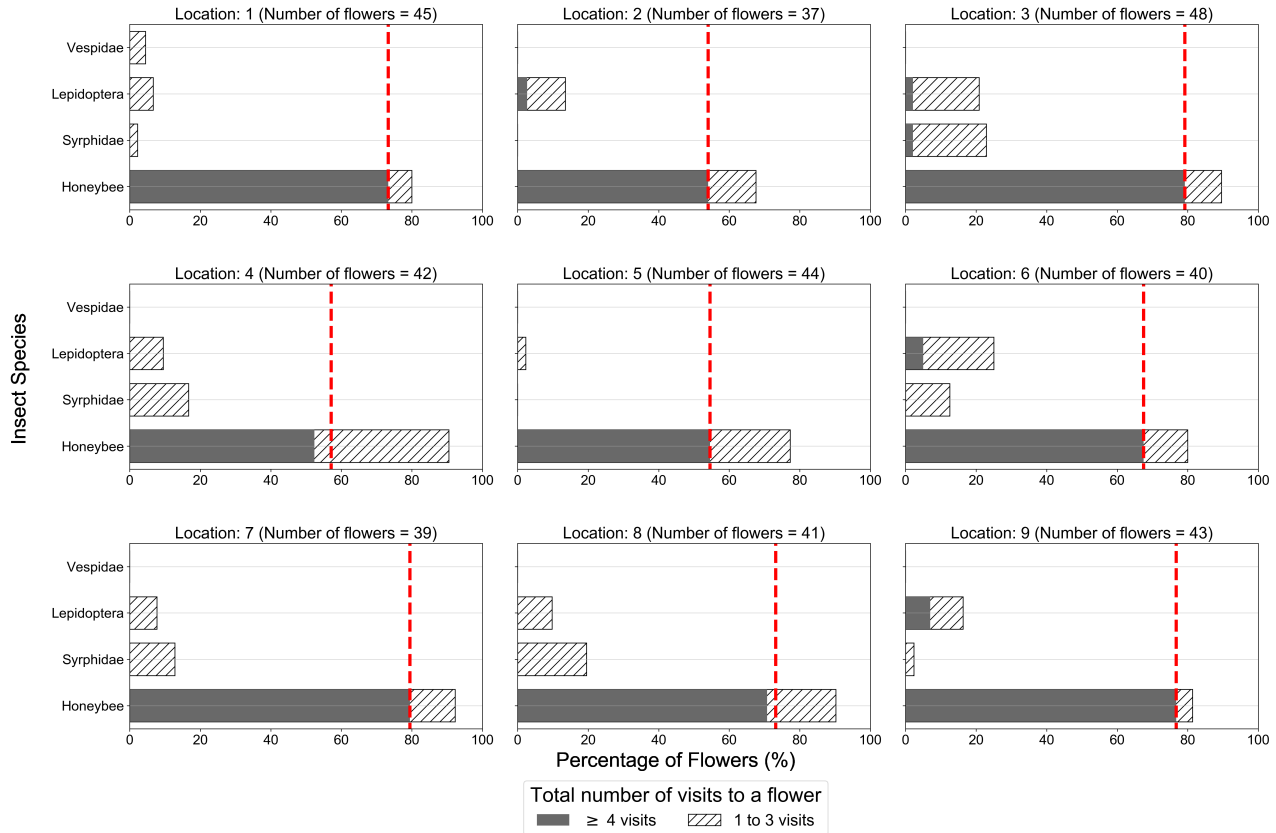 Location: 1 (Number of flowers = 45)
Location: 2 (Number of flowers = 37)
Location: 3 (Number of flowers = 48)
Vespidae
Lepidoptera
Syrphidae
Honeybee
0 20 40 60 80 100
0 20 40 60 80 100
0 20 40 60 80 100
Location: 4 (Number of flowers = 42)
Location: 5 (Number of flowers = 44)
Location: 6 (Number of flowers = 40)
Insect Species
Vespidae
Lepidoptera
Syrphidae
Honeybee
0 20 40 60 80 100
0 20 40 60 80 100
0 20 40 60 80 100
Location: 7 (Number of flowers = 39)
Location: 8 (Number of flowers = 41)
Location: 9 (Number of flowers = 43)
Vespidae
Lepidoptera
Syrphidae
Honeybee
0 20 40 60 80 100
0 20 40 60 80 100
0 20 40 60 80 100
Percentage of Flowers (%)
Total number of visits to a flower
≥ 4 visits
1 to 3 visits